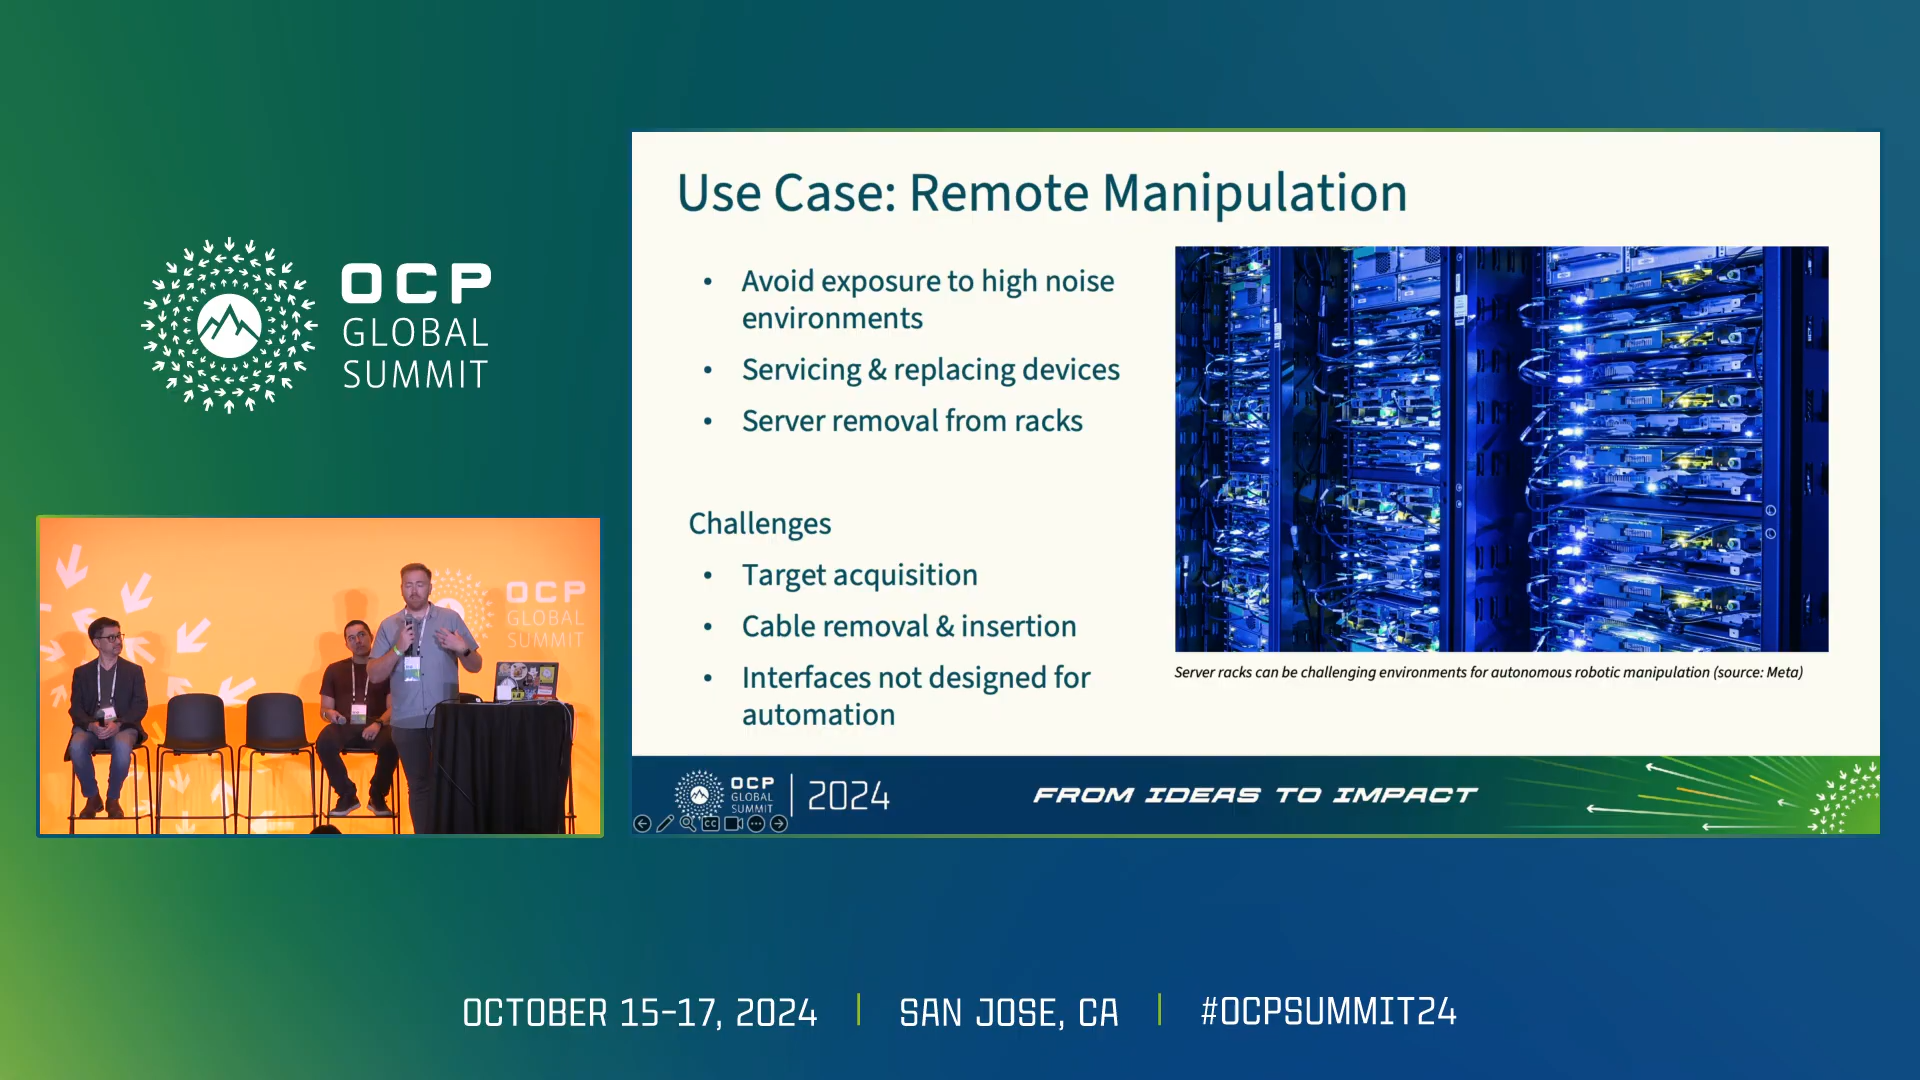 OCP
GLOBAL
SUMMIT
OCP
GLOBAL
SUMMIT
Use Case: Remote Manipulation
• Avoid exposure to high noise
environments
• Servicing & replacing devices
• Server removal from racks
Challenges
• Target acquisition
• Cable removal & insertion
• Interfaces not designed for
automation
Server racks can be challenging environments for autonomous robotic manipulation (source: Meta)
OCP
GLOBAL
SUMMIT
2024
FROM IDEAS TO IMPACT
CC
OCTOBER 15-17, 2024 | SAN JOSE, CA | #OCPSUMMIT24